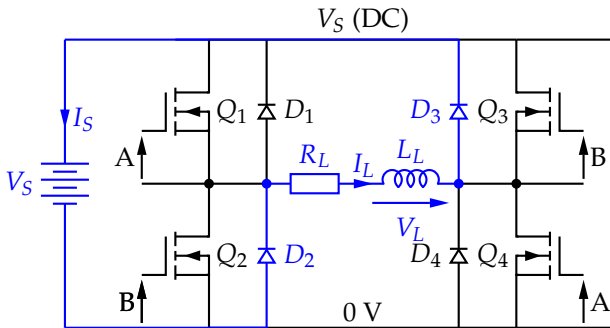 V_S (DC)
I_S
Q_1
D_1
D_3
Q_3
A
R_L
I_L
L_L
B
V_S
V_L
Q_2
D_2
D_4
Q_4
B
0 V
A